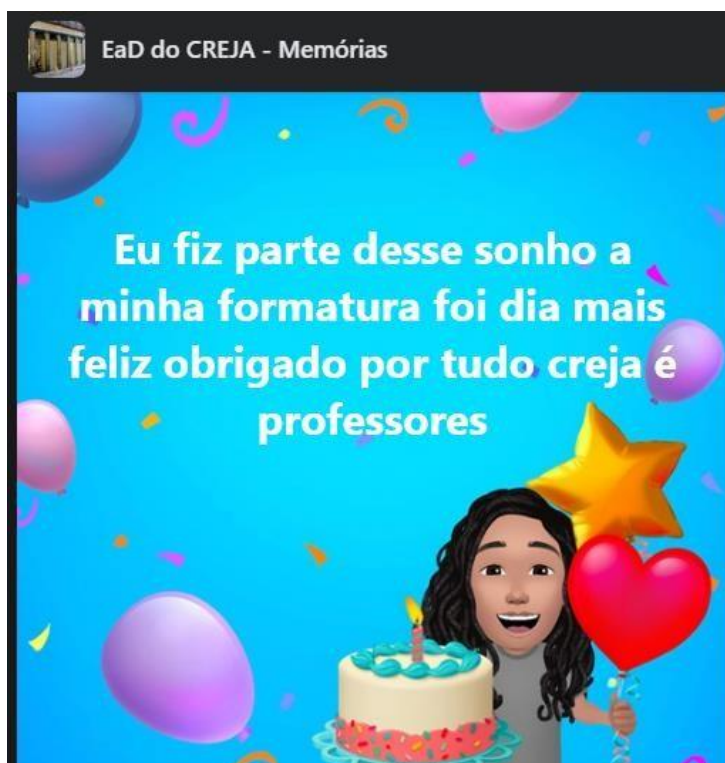 EaD do CREJA - Memórias
Eu fiz parte desse sonho a
minha formatura foi dia mais
feliz obrigado por tudo creja é
professores